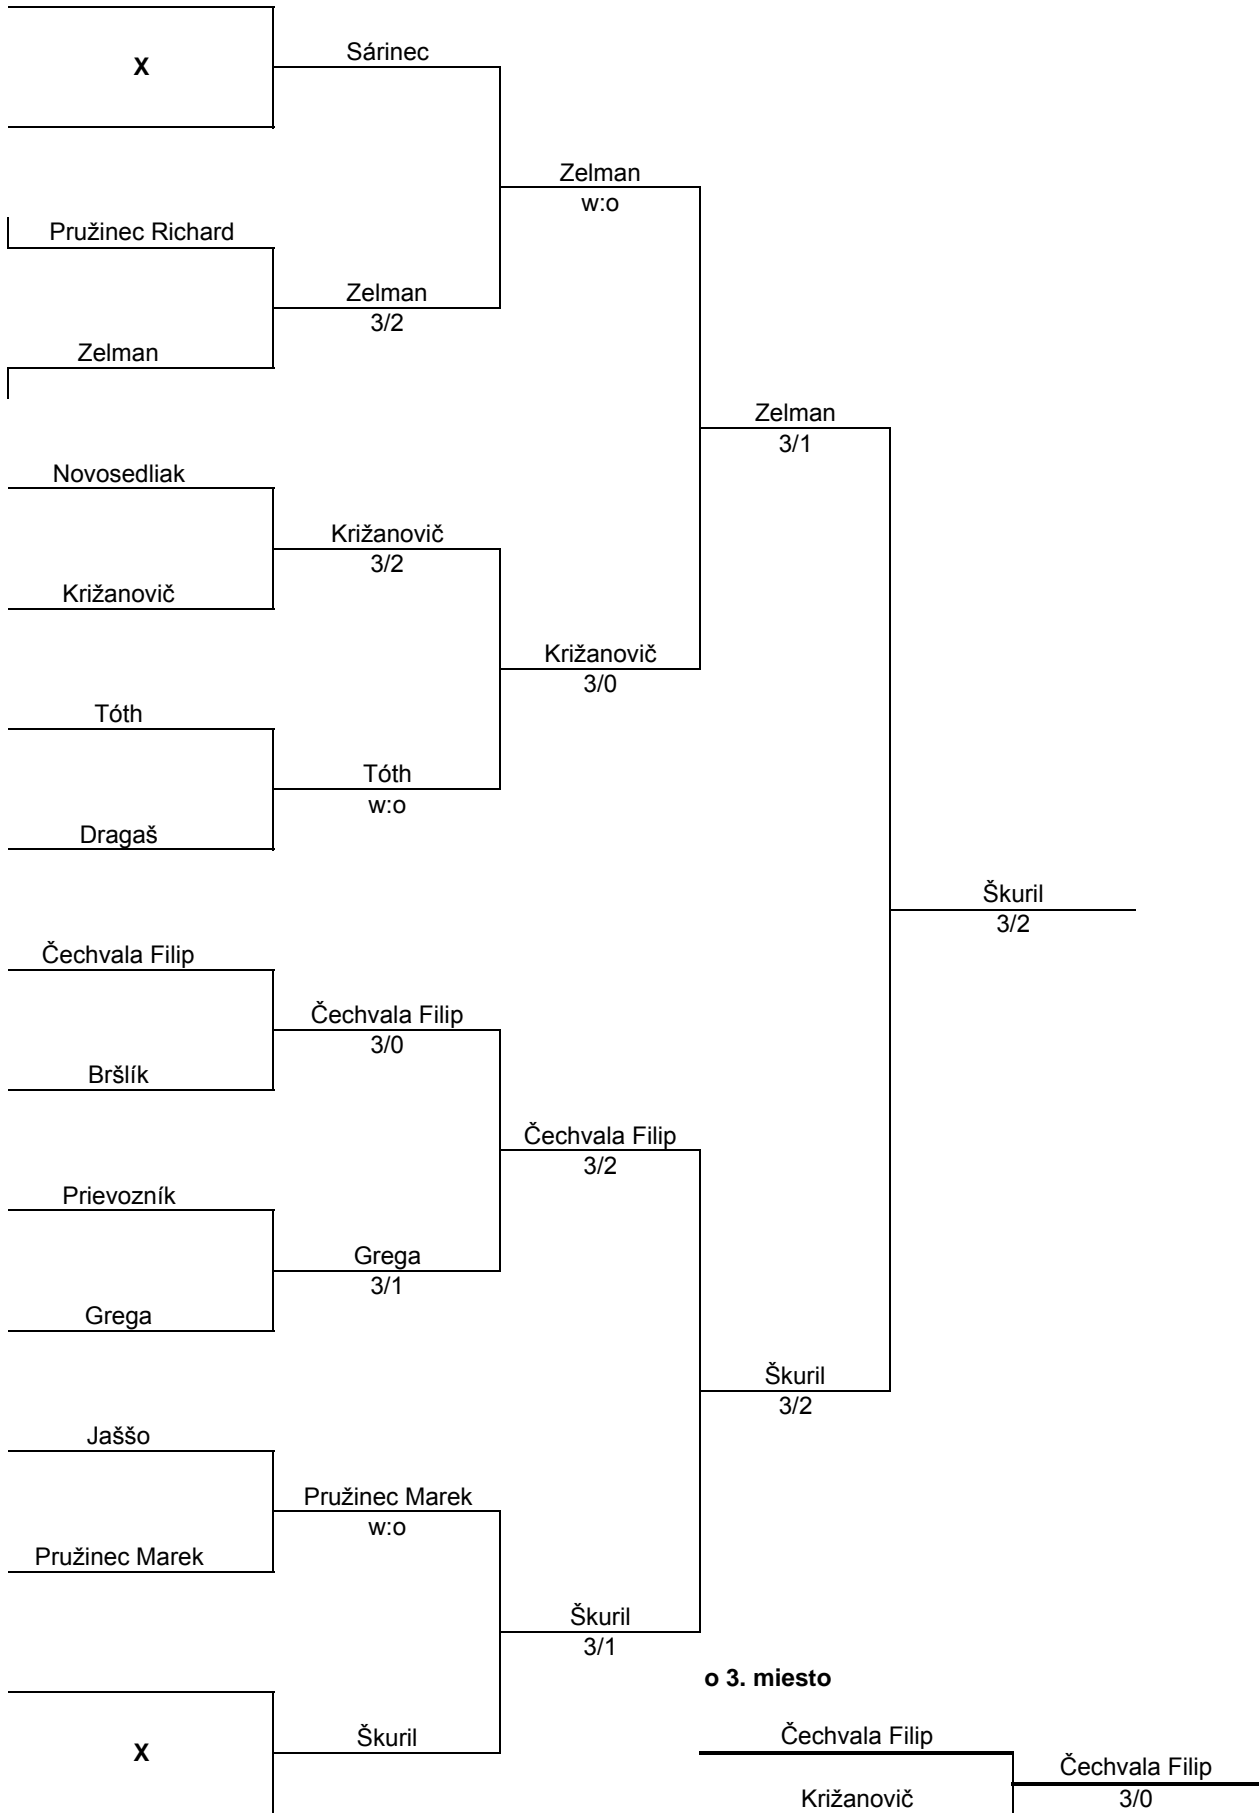 Sárinec
X
Zelman
w:o
Pružinec Richard
Zelman
3/2
Zelman
Zelman
3/1
Novosedliak
Križanovič
3/2
Križanovič
Križanovič
3/0
Tóth
Tóth
w:o
Dragaš
Škuril
3/2
Čechvala Filip
Čechvala Filip
3/0
Bršlík
Čechvala Filip
3/2
Prievozník
Grega
3/1
Grega
Škuril
3/2
Jaššo
Pružinec Marek
w:o
Pružinec Marek
Škuril
3/1
o 3. miesto
Škuril
X
Čechvala Filip
Čechvala Filip
Križanovič
3/0